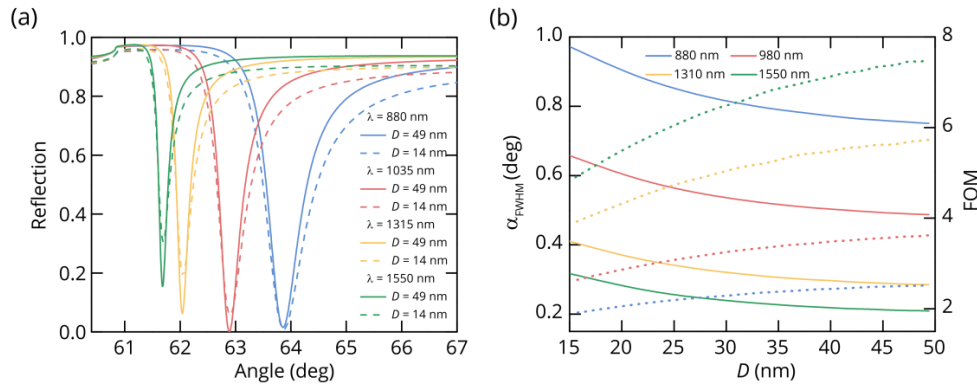 (a)
1.0
0.8
0.6
0.4
0.2
0.0
Reflection
61 62 63 64 65 66 67
Angle (deg)
λ = 880 nm
D = 49 nm
D = 14 nm
λ = 1035 nm
D = 49 nm
D = 14 nm
λ = 1315 nm
D = 49 nm
D = 14 nm
λ = 1550 nm
D = 49 nm
D = 14 nm
(b)
1.0
0.8
0.6
0.4
0.2
α_FWHM (deg)
880 nm 980 nm
1310 nm 1550 nm
8
6
4
2
FOM
15 20 25 30 35 40 45 50
D (nm)